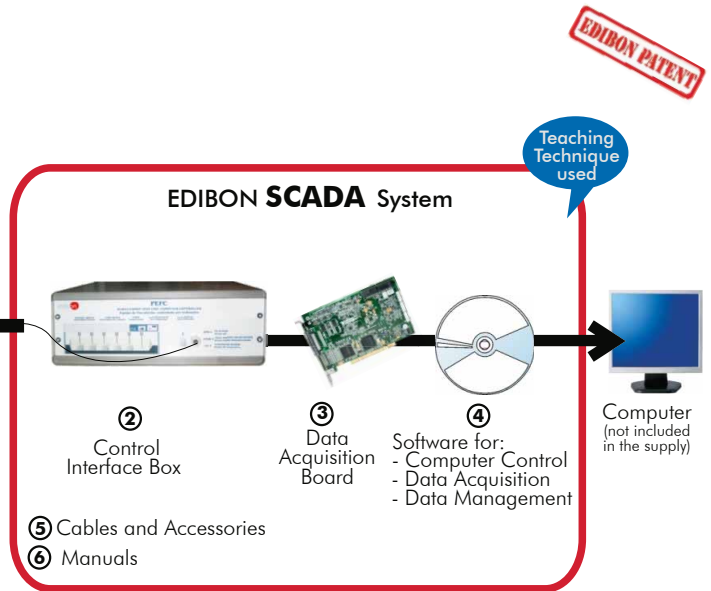 EDIBON PATENT
Teaching
Technique
used
EDIBON SCADA System
PEFC
②
Control
Interface Box
③
Data
Acquisition
Board
④
Software for:
- Computer Control
- Data Acquisition
- Data Management
Computer
(not included
in the supply)
⑤ Cables and Accessories
⑥ Manuals